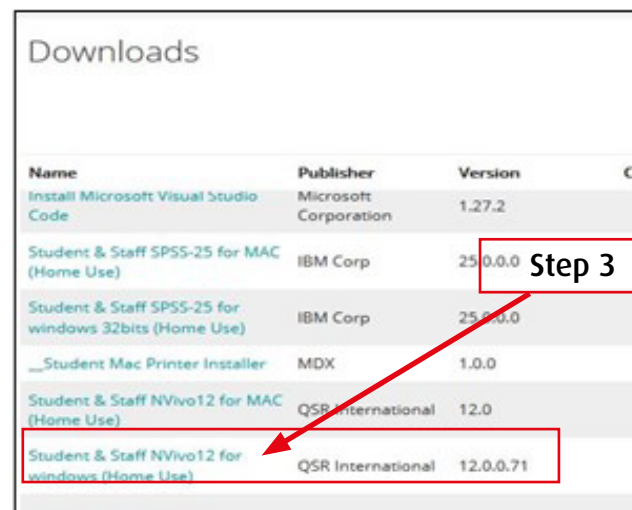 Downloads
Name Publisher Version
Install Microsoft Visual Studio Code Microsoft Corporation 1.27.2
Student & Staff SPSS-25 for MAC (Home Use) IBM Corp 25.0.0.0
Step 3
Student & Staff SPSS-25 for windows 32bits (Home Use) IBM Corp 25.0.0.0
__Student Mac Printer Installer MDX 1.0.0
Student & Staff NVivo12 for MAC (Home Use) QSR International 12.0
Student & Staff NVivo12 for windows (Home Use) QSR International 12.0.0.71